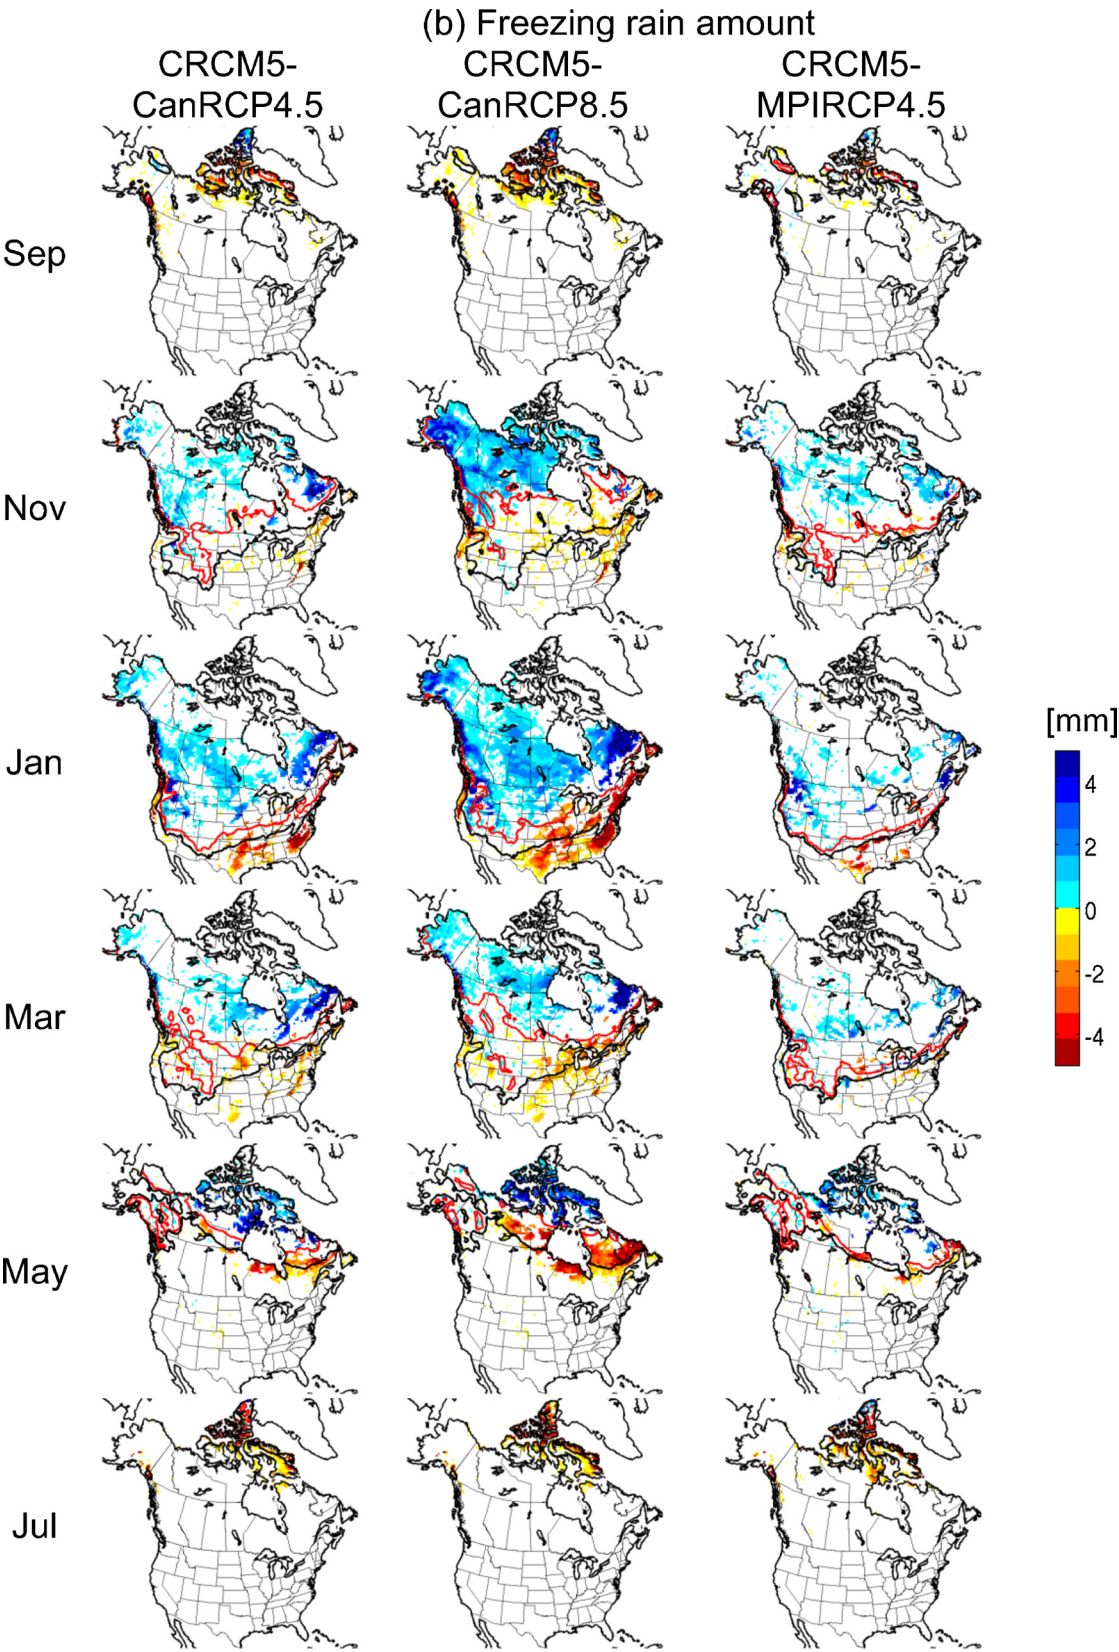 (b) Freezing rain amount
CRCM5-
CanRCP4.5
CRCM5-
CanRCP8.5
CRCM5-
MPIRCP4.5
Sep
Nov
Jan
Mar
May
Jul
[mm]
4
2
0
-2
-4